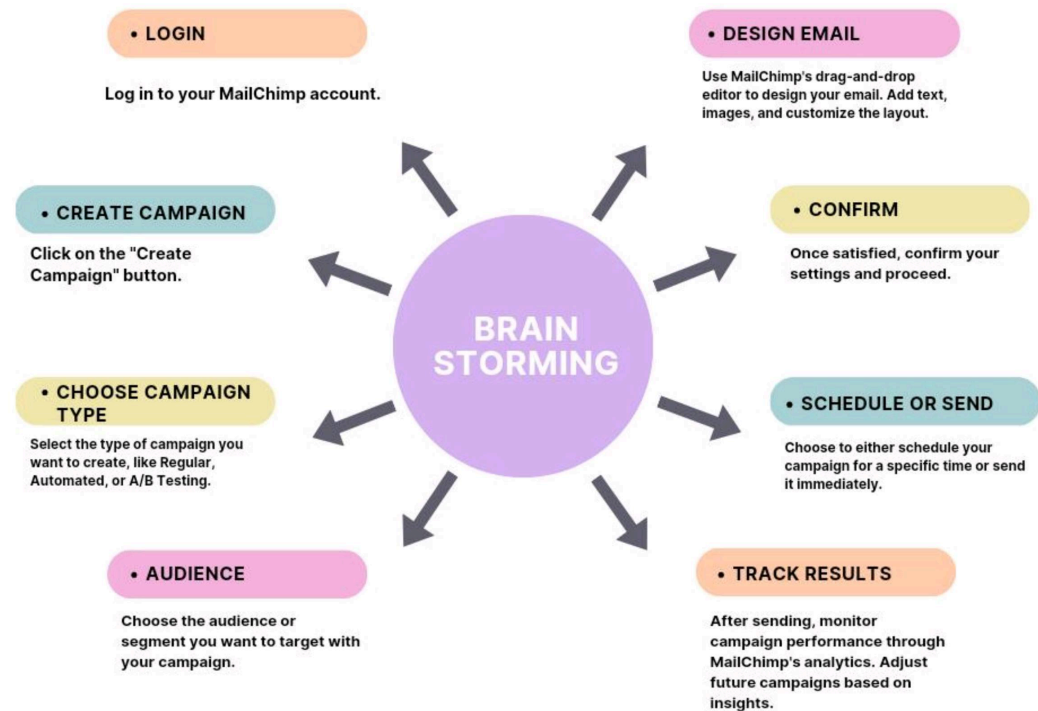 • LOGIN
Log in to your MailChimp account.
• CREATE CAMPAIGN
Click on the "Create
Campaign" button.
• CHOOSE CAMPAIGN
TYPE
Select the type of campaign you
want to create, like Regular,
Automated, or A/B Testing.
• AUDIENCE
Choose the audience or
segment you want to target with
your campaign.
BRAIN
STORMING
• DESIGN EMAIL
Use MailChimp's drag-and-drop
editor to design your email. Add text,
images, and customize the layout.
• CONFIRM
Once satisfied, confirm your
settings and proceed.
• SCHEDULE OR SEND
Choose to either schedule your
campaign for a specific time or send
it immediately.
• TRACK RESULTS
After sending, monitor
campaign performance through
MailChimp's analytics. Adjust
future campaigns based on
insights.